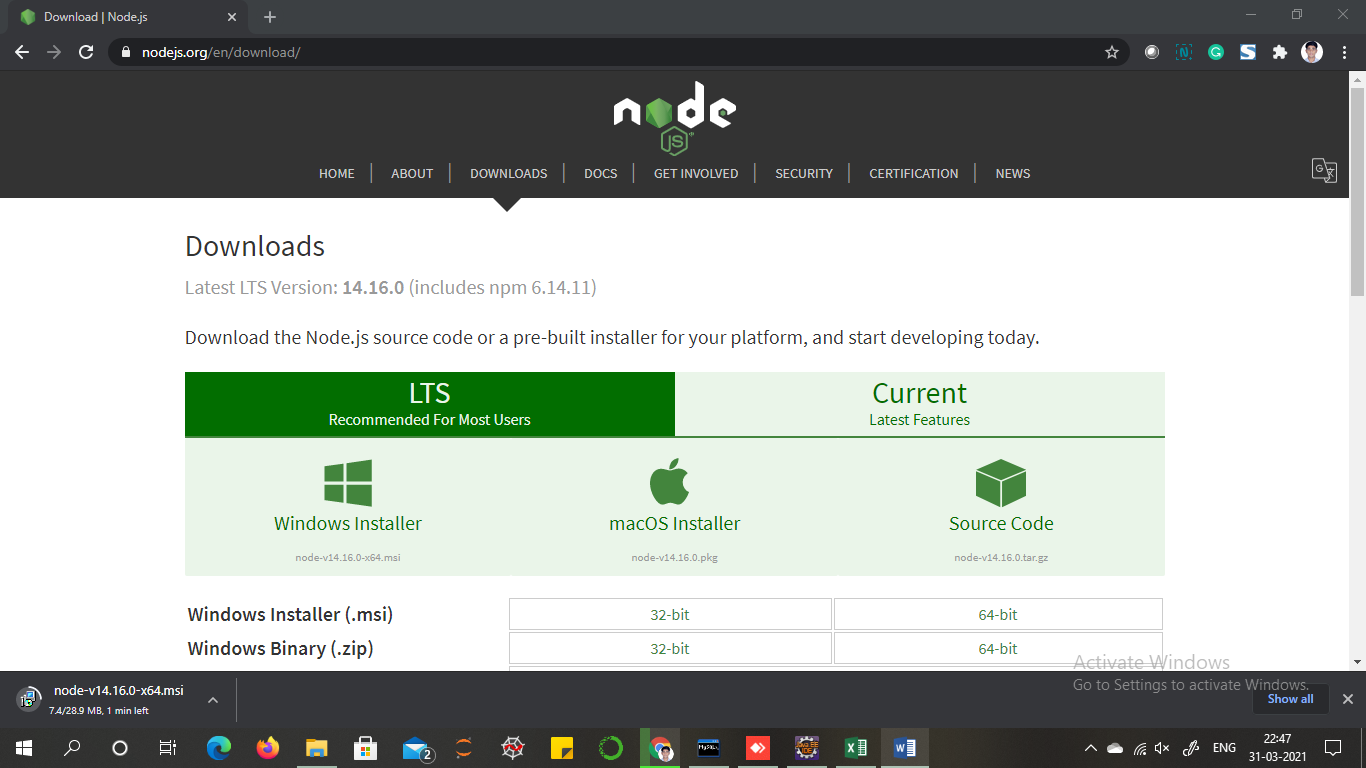 Download | Node.js
nodejs.org/en/download/
node
JS
HOME ABOUT DOWNLOADS DOCS GET INVOLVED SECURITY CERTIFICATION NEWS
Downloads
Latest LTS Version: 14.16.0 (includes npm 6.14.11)
Download the Node.js source code or a pre-built installer for your platform, and start developing today.
LTS
Recommended For Most Users
Current
Latest Features
Windows Installer
node-v14.16.0-x64.msi
macOS Installer
node-v14.16.0.pkg
Source Code
node-v14.16.0.tar.gz
Windows Installer (.msi) 32-bit 64-bit
Windows Binary (.zip) 32-bit 64-bit
Activate Windows
Go to Settings to activate Windows.
node-v14.16.0-x64.msi
7.4/28.9 MB, 1 min left
Show all
2
ENG
22:47
31-03-2021